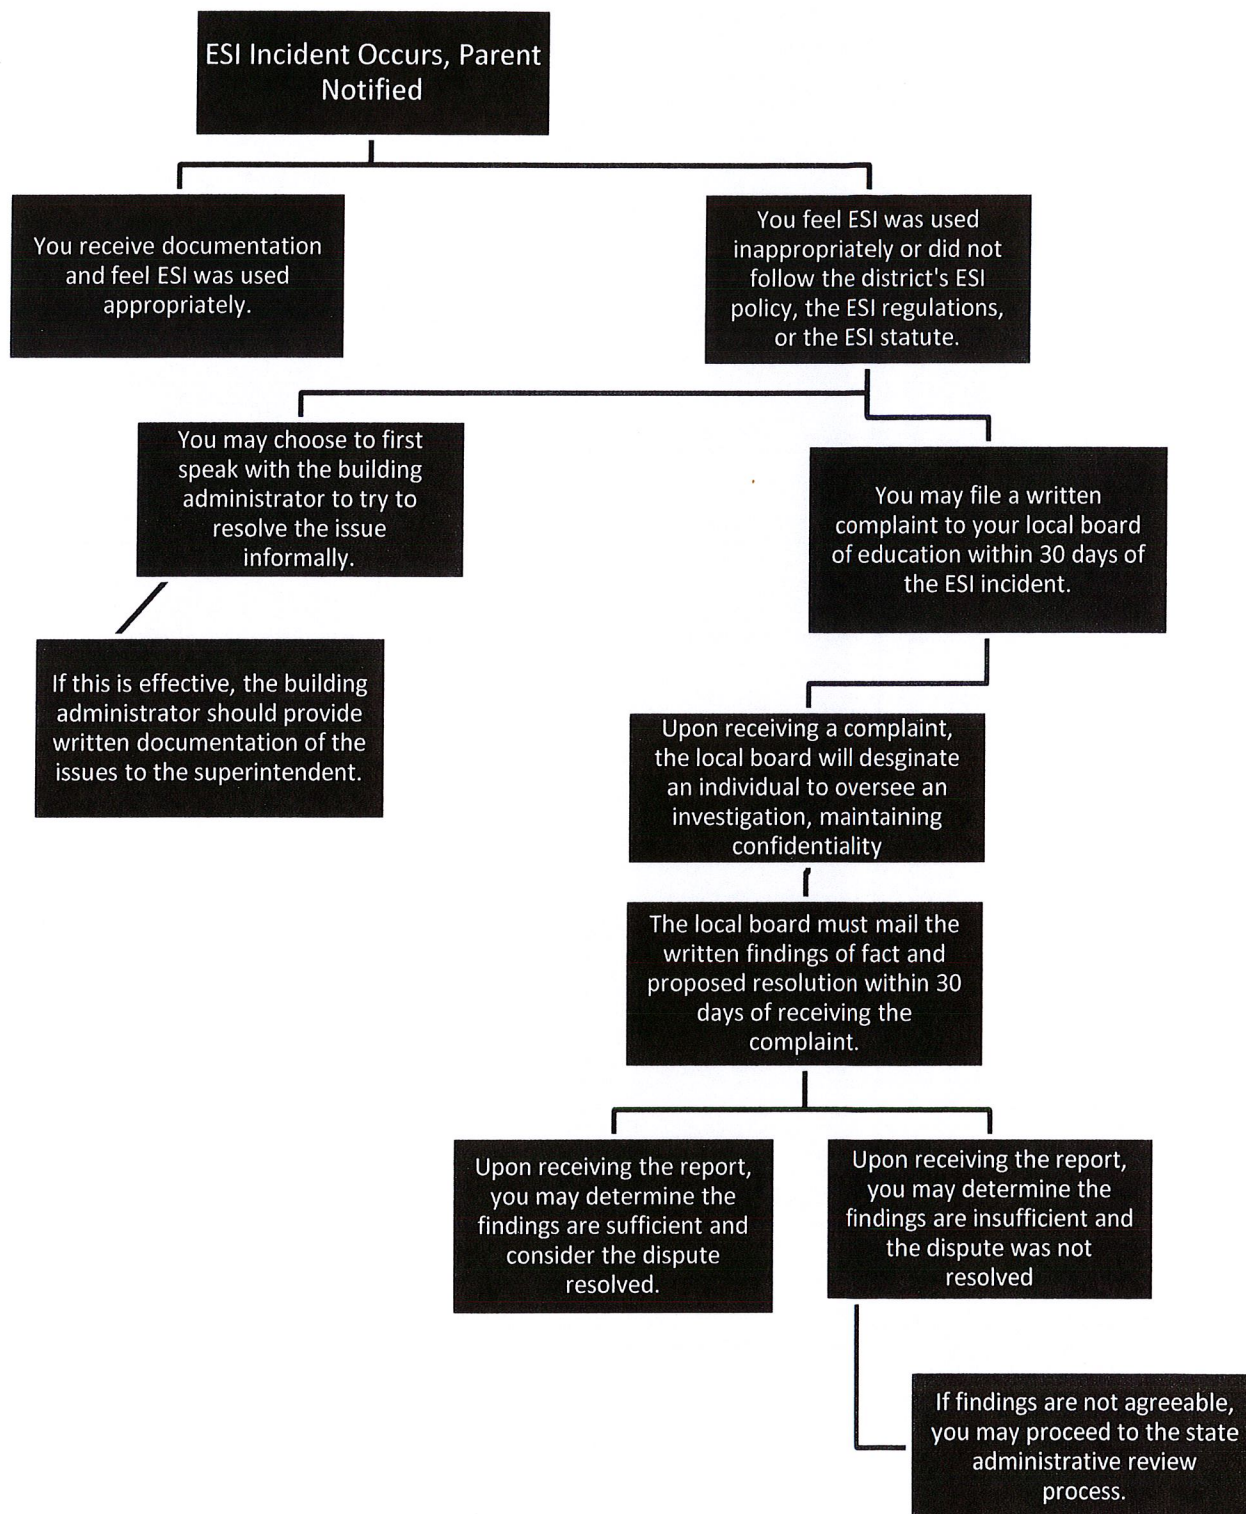 ESI Incident Occurs, Parent
Notified
You receive documentation
and feel ESI was used
appropriately.
You feel ESI was used
inappropriately or did not
follow the district's ESI
policy, the ESI regulations,
or the ESI statute.
You may choose to first
speak with the building
administrator to try to
resolve the issue
informally.
You may file a written
complaint to your local board
of education within 30 days of
the ESI incident.
If this is effective, the building
administrator should provide
written documentation of the
issues to the superintendent.
Upon receiving a complaint,
the local board will desginate
an individual to oversee an
investigation, maintaining
confidentiality
The local board must mail the
written findings of fact and
proposed resolution within 30
days of receiving the
complaint.
Upon receiving the report,
you may determine the
findings are sufficient and
consider the dispute
resolved.
Upon receiving the report,
you may determine the
findings are insufficient and
the dispute was not
resolved
If findings are not agreeable,
you may proceed to the state
administrative review
process.